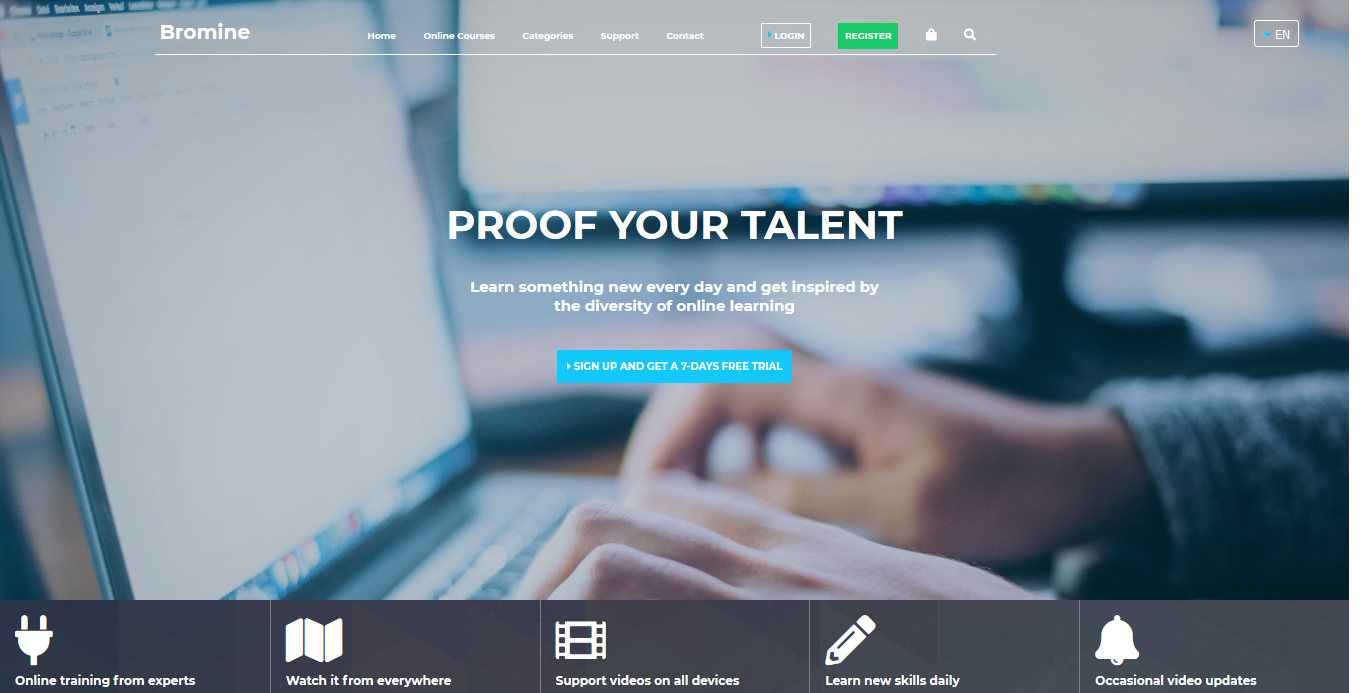 Bromine
Home
Online Courses
Categories
Support
Contact
LOGIN
REGISTER
EN
PROOF YOUR TALENT
Learn something new every day and get inspired by
the diversity of online learning
SIGN UP AND GET A 7-DAYS FREE TRIAL
Online training from experts
Watch it from everywhere
Support videos on all devices
Learn new skills daily
Occasional video updates